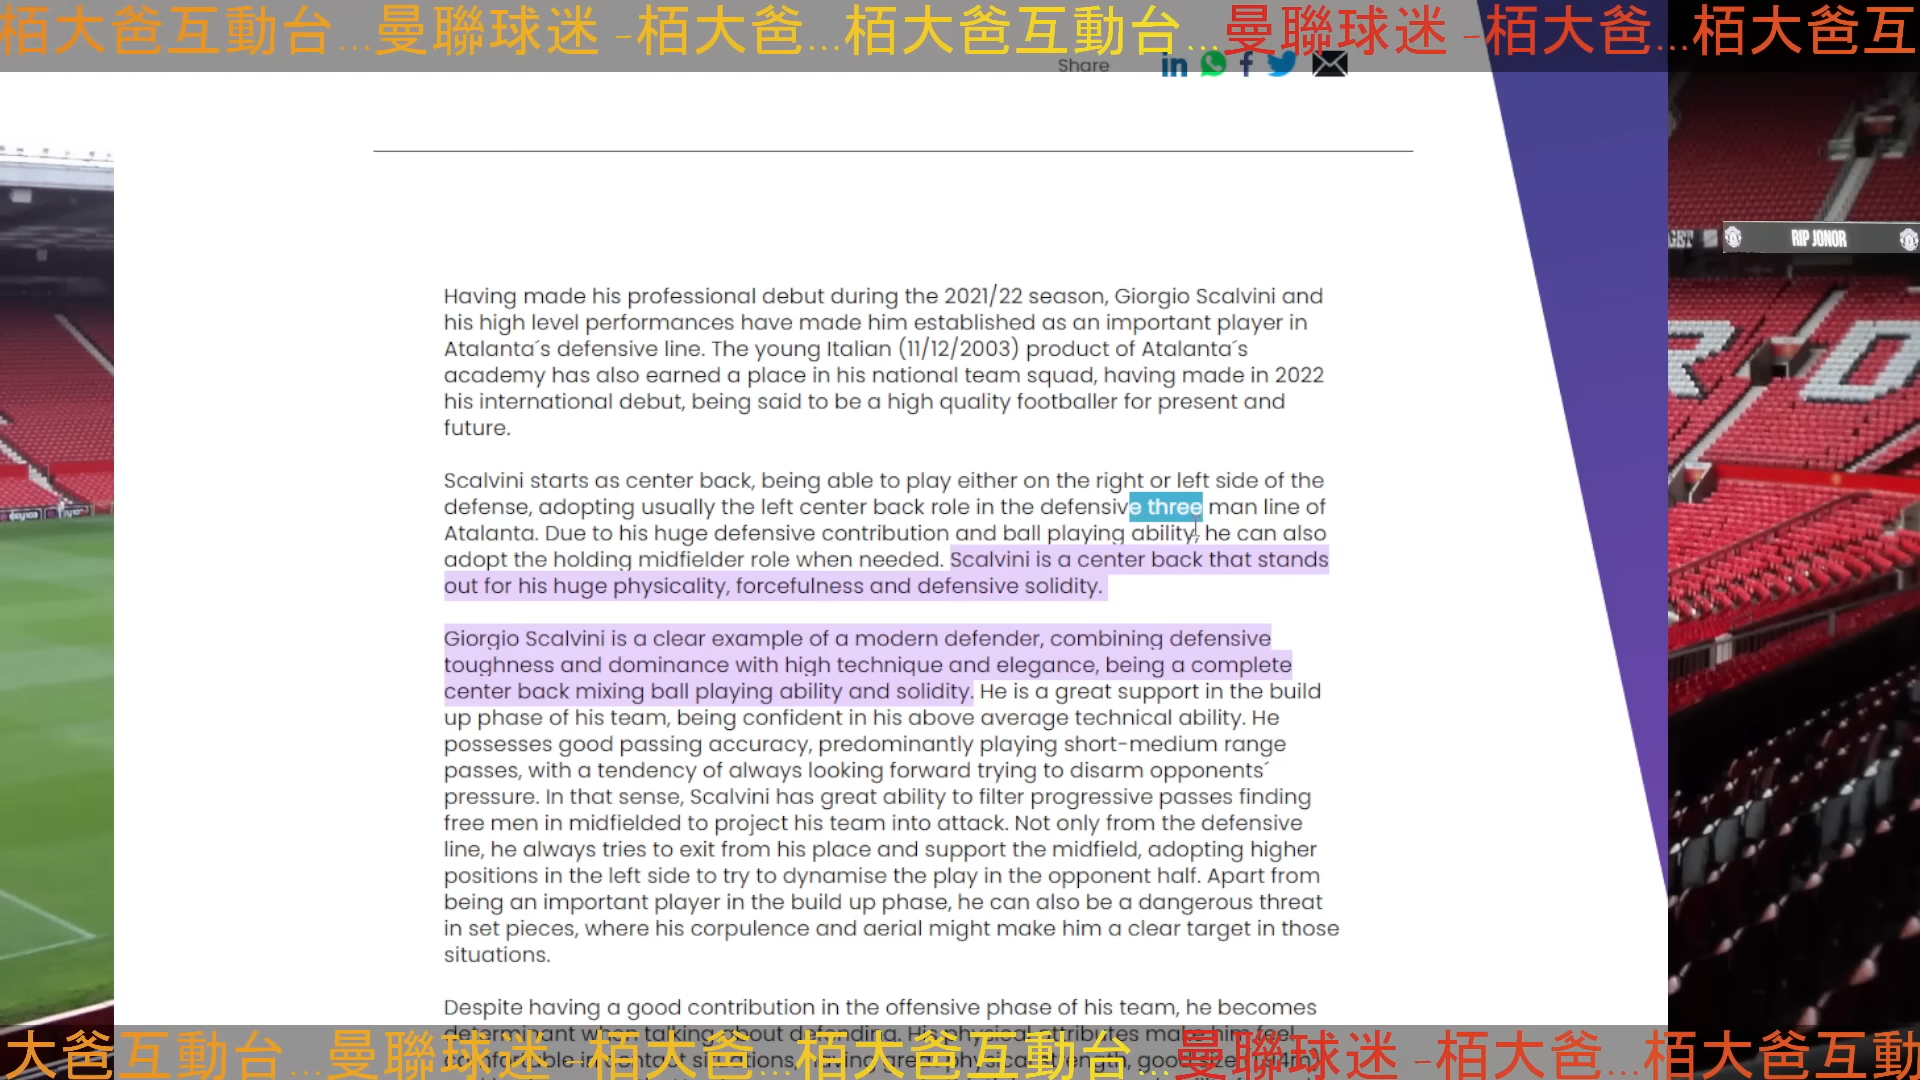 栢大爸互動台...曼聯球迷 -栢大爸...栢大爸互動台...曼聯球迷 -栢大爸...栢大爸互
Share
RIP JONOR
Having made his professional debut during the 2021/22 season, Giorgio Scalvini and
his high level performances have made him established as an important player in
Atalanta´s defensive line. The young Italian (11/12/2003) product of Atalanta´s
academy has also earned a place in his national team squad, having made in 2022
his international debut, being said to be a high quality footballer for present and
future.
Scalvini starts as center back, being able to play either on the right or left side of the
defense, adopting usually the left center back role in the defensive three man line of
Atalanta. Due to his huge defensive contribution and ball playing ability, he can also
adopt the holding midfielder role when needed. Scalvini is a center back that stands
out for his huge physicality, forcefulness and defensive solidity.
Giorgio Scalvini is a clear example of a modern defender, combining defensive
toughness and dominance with high technique and elegance, being a complete
center back mixing ball playing ability and solidity. He is a great support in the build
up phase of his team, being confident in his above average technical ability. He
possesses good passing accuracy, predominantly playing short-medium range
passes, with a tendency of always looking forward trying to disarm opponents´
pressure. In that sense, Scalvini has great ability to filter progressive passes finding
free men in midfielded to project his team into attack. Not only from the defensive
line, he always tries to exit from his place and support the midfield, adopting higher
positions in the left side to try to dynamise the play in the opponent half. Apart from
being an important player in the build up phase, he can also be a dangerous threat
in set pieces, where his corpulence and aerial might make him a clear target in those
situations.
Despite having a good contribution in the offensive phase of his team, he becomes
determinant when talking about defending. His physical attributes make him feel
大爸互動台...曼聯球迷 -栢大爸...栢大爸互動台...曼聯球迷 -栢大爸...栢大爸互動